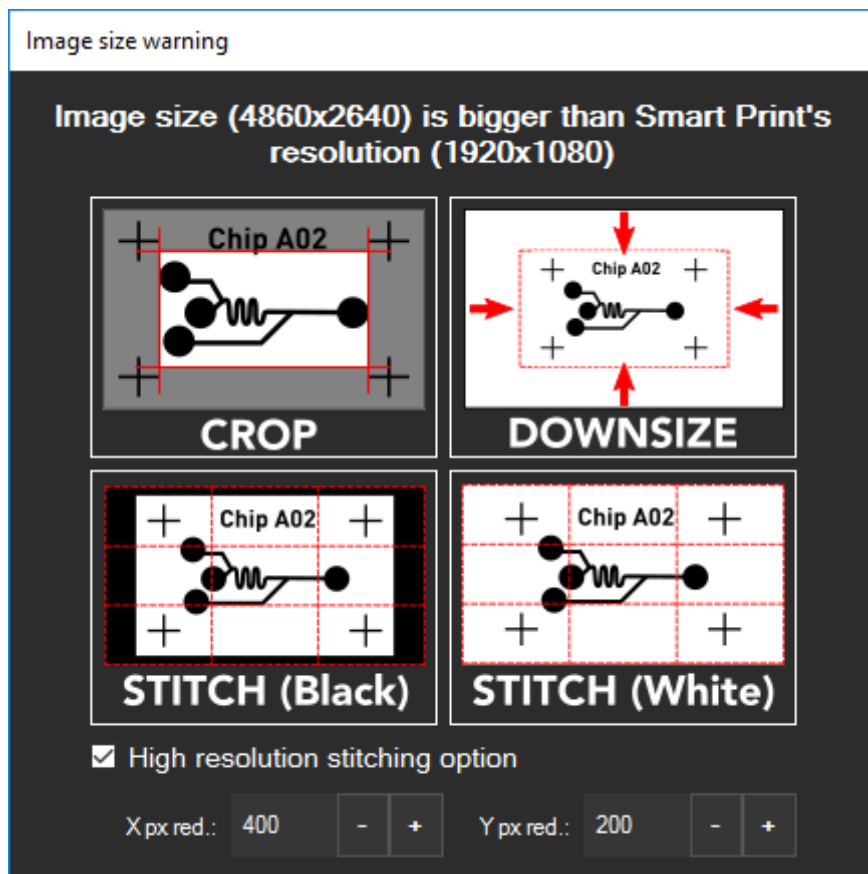 Image size warning
Image size (4860x2640) is bigger than Smart Print's
resolution (1920x1080)
Chip A02
CROP
Chip A02
DOWNSIZE
Chip A02
STITCH (Black)
Chip A02
STITCH (White)
High resolution stitching option
X px red.: 400 - +
Y px red.: 200 - +